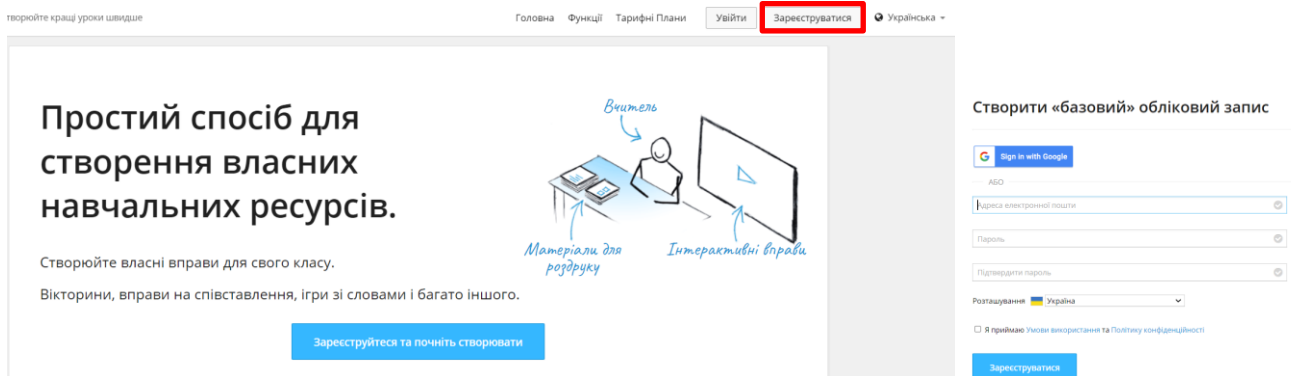 творюйте кращі уроки швидше
Головна Функції Тарифні Плани Увійти Зареєструватися Українська
Простий спосіб для
створення власних
навчальних ресурсів.
Створюйте власні вправи для свого класу.
Вікторини, вправи на співставлення, ігри зі словами і багато іншого.
Зареєструйтеся та почніть створювати
Вчитель
Матеріали для
роздруку
Інтерактивні вправи
Створити «базовий» обліковий запис
Sign in with Google
АБО
Адреса електронної пошти
Пароль
Підтвердити пароль
Розташування Україна
Я приймаю Умови використання та Політику конфіденційності
Зареєструватися